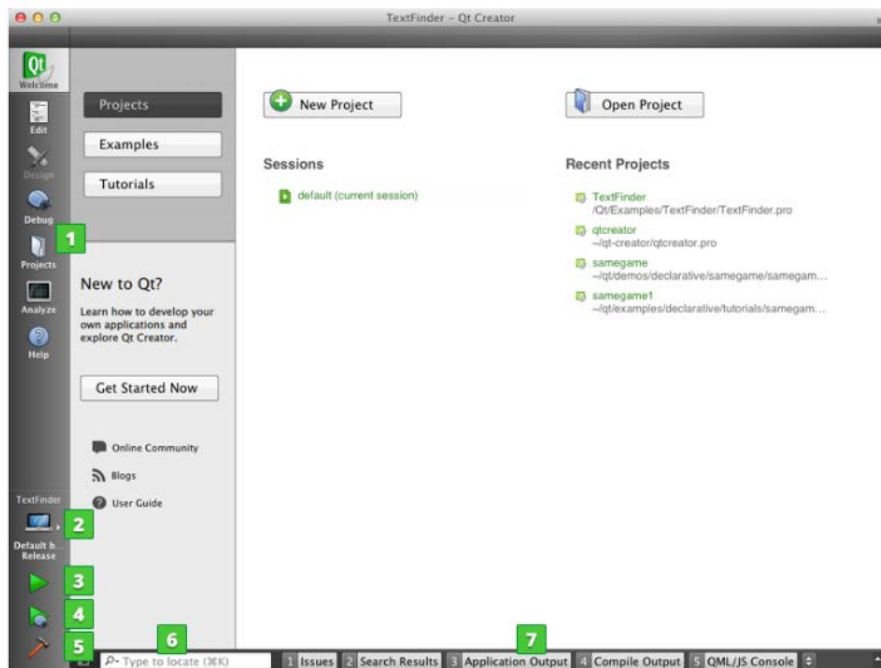 TextFinder – Qt Creator
Qt
Welcome
Edit
Design
Debug
1
Projects
Analyze
Help
Projects
Examples
Tutorials
New to Qt?
Learn how to develop your
own applications and
explore Qt Creator.
Get Started Now
Online Community
Blogs
User Guide
New Project
Sessions
default (current session)
Open Project
Recent Projects
TextFinder
/Qt/Examples/TextFinder/TextFinder.pro
qtcreator
~/qt-creator/qtcreator.pro
samegame
~/qt/demos/declarative/samegame/samegam...
samegame1
~/qt/examples/declarative/tutorials/samegam...
TextFinder
2
Default b...
Release
3
4
5
6
7
Type to locate (⌘K)
1 Issues 2 Search Results 3 Application Output 4 Compile Output 5 QML/JS Console